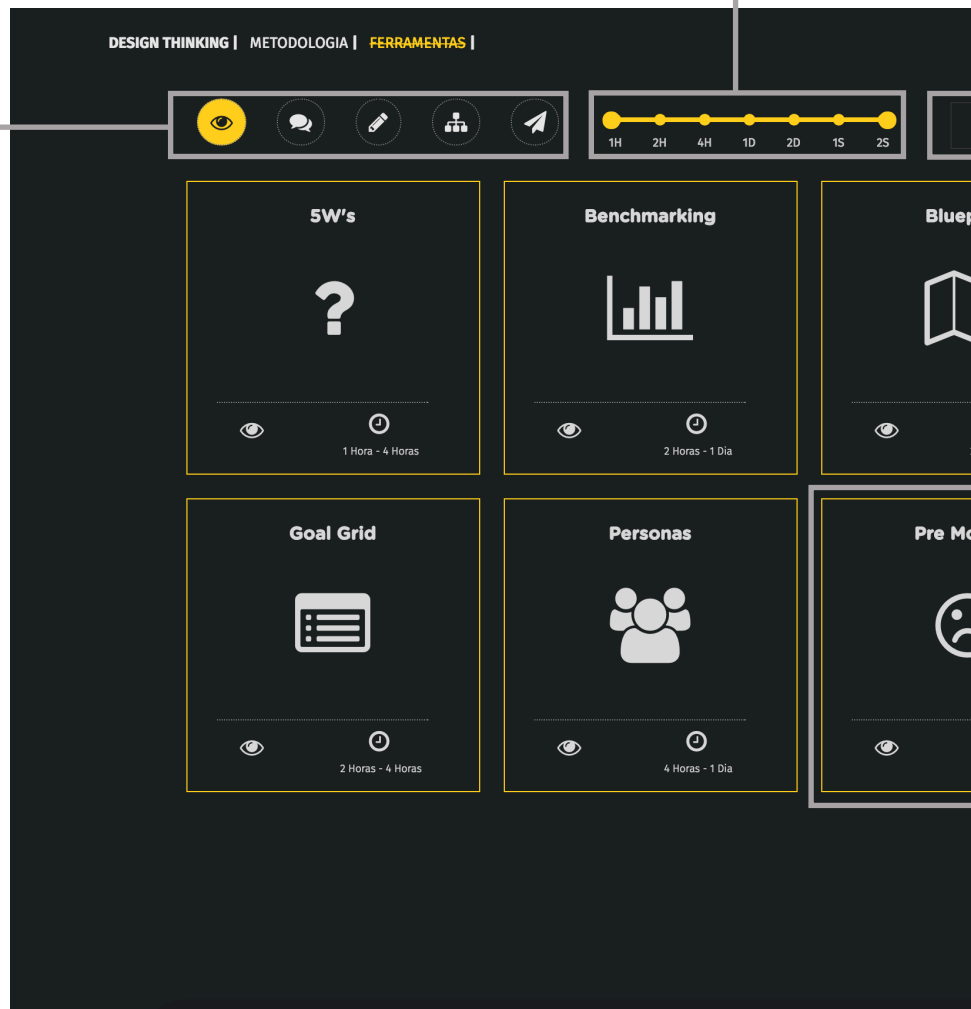 DESIGN THINKING | METODOLOGIA | FERRAMENTAS |
1H 2H 4H 1D 2D 1S 2S
5W's Benchmarking
1 Hora - 4 Horas 2 Horas - 1 Dia
Goal Grid Personas Pre
2 Horas - 4 Horas 4 Horas - 1 Dia